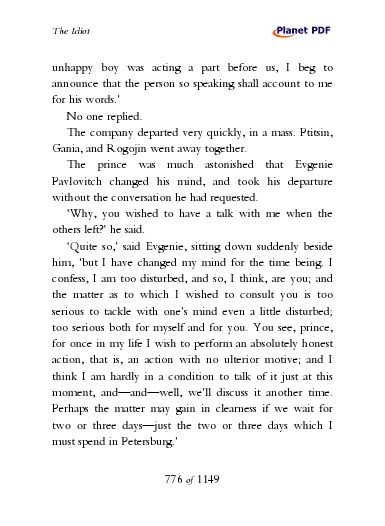 The Idiot
Planet PDF
unhappy boy was acting a part before us, I beg to
announce that the person so speaking shall account to me
for his words.'
No one replied.
The company departed very quickly, in a mass. Ptitsin,
Gania, and Rogojin went away together.
The prince was much astonished that Evgenie
Pavlovitch changed his mind, and took his departure
without the conversation he had requested.
'Why, you wished to have a talk with me when the
others left?' he said.
'Quite so,' said Evgenie, sitting down suddenly beside
him, 'but I have changed my mind for the time being. I
confess, I am too disturbed, and so, I think, are you; and
the matter as to which I wished to consult you is too
serious to tackle with one's mind even a little disturbed;
too serious both for myself and for you. You see, prince,
for once in my life I wish to perform an absolutely honest
action, that is, an action with no ulterior motive; and I
think I am hardly in a condition to talk of it just at this
moment, and—and—well, we'll discuss it another time.
Perhaps the matter may gain in clearness if we wait for
two or three days—just the two or three days which I
must spend in Petersburg.'
776 of 1149